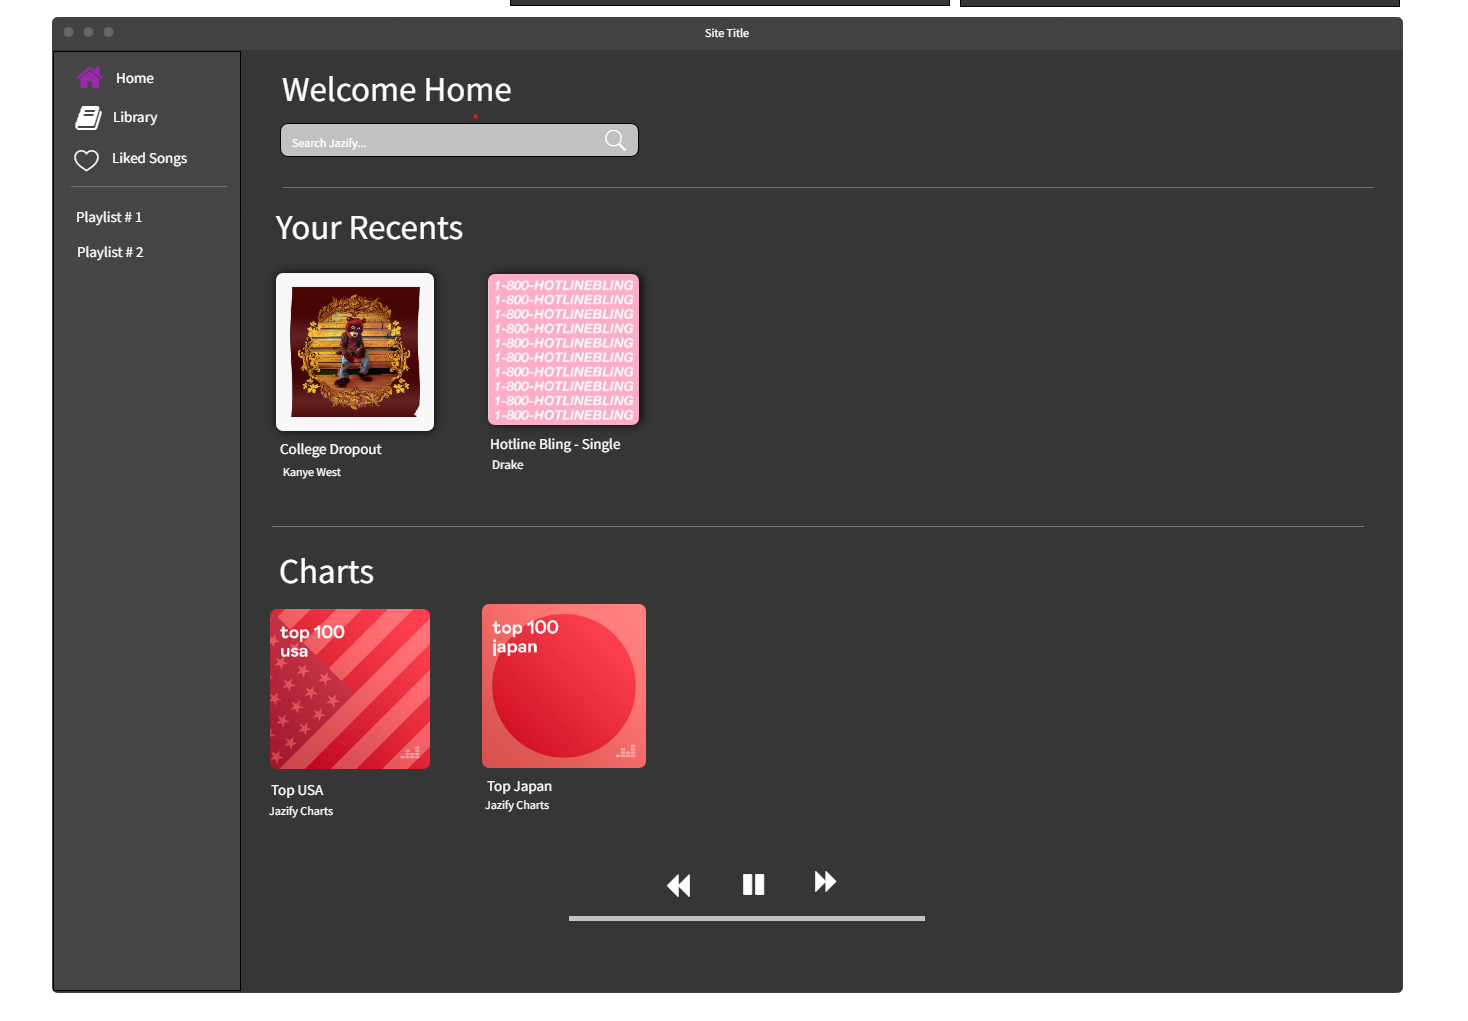 Site Title
Home
Library
Liked Songs
Playlist # 1
Playlist # 2
Welcome Home
Search Jazify...
Your Recents
1-800-HOTLINEBLING
1-800-HOTLINEBLING
1-800-HOTLINEBLING
1-800-HOTLINEBLING
1-800-HOTLINEBLING
1-800-HOTLINEBLING
1-800-HOTLINEBLING
1-800-HOTLINEBLING
1-800-HOTLINEBLING
1-800-HOTLINEBLING
College Dropout
Kanye West
Hotline Bling - Single
Drake
Charts
top 100
usa
top 100
japan
Top USA
Jazify Charts
Top Japan
Jazify Charts